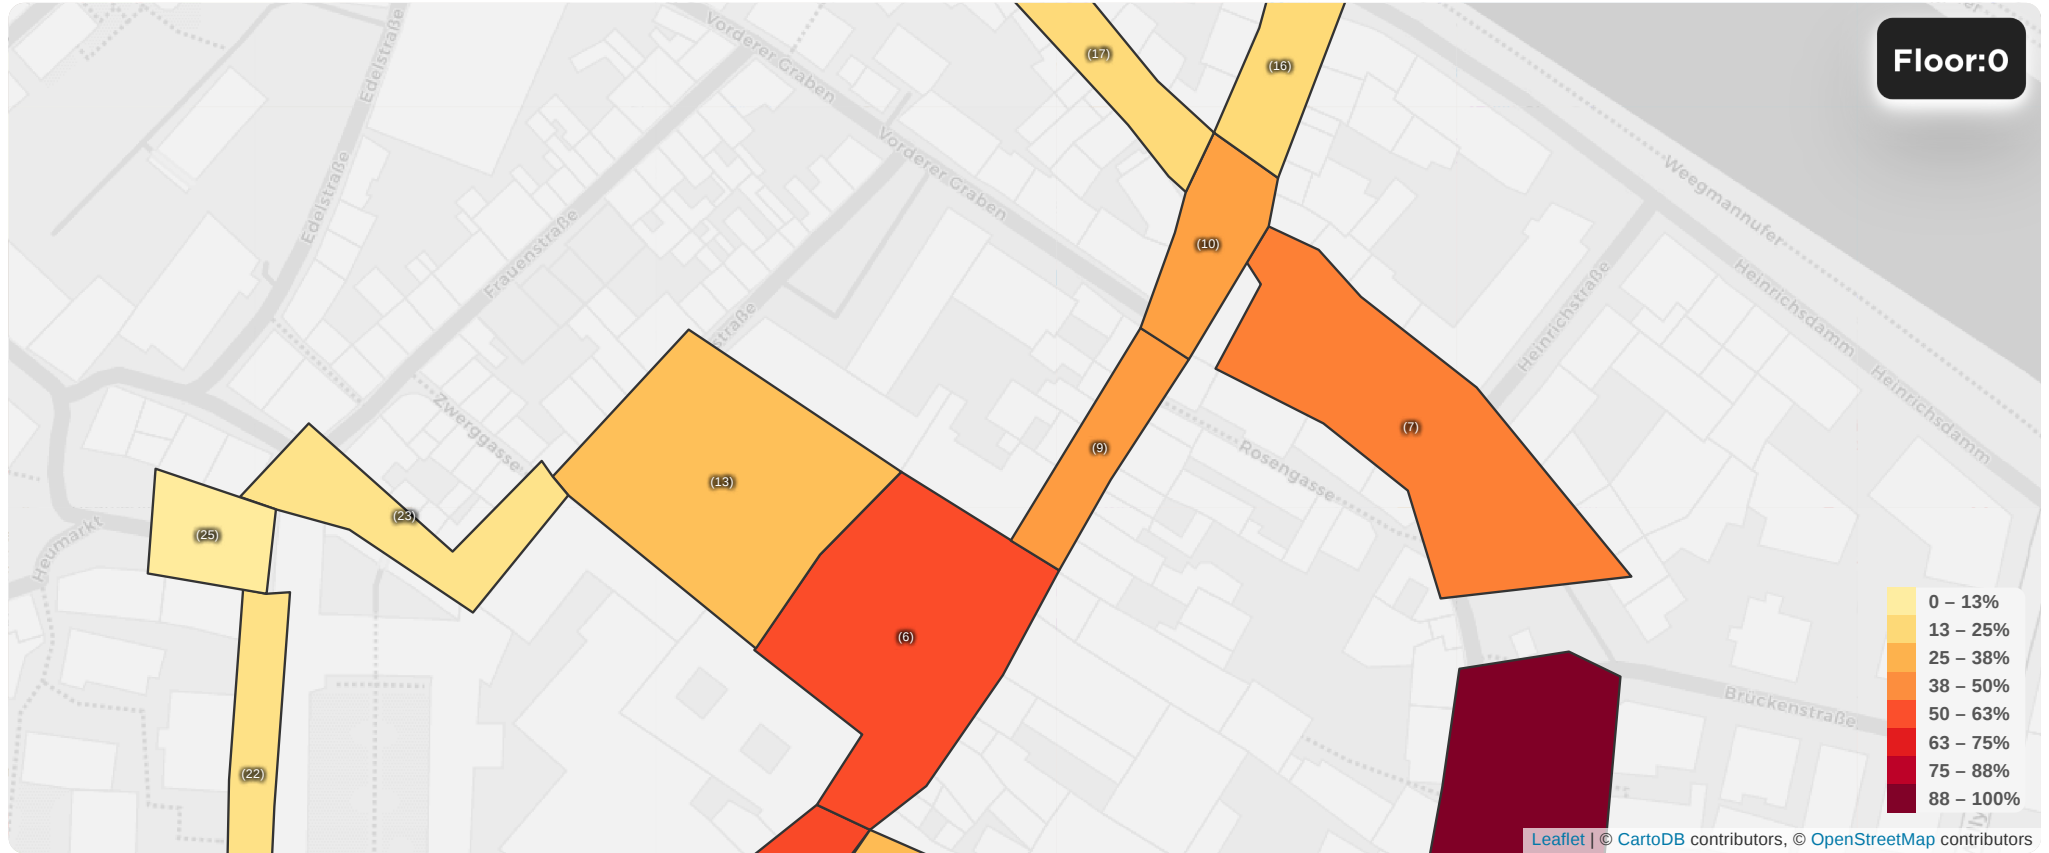 Floor:0
(17)
(16)
(10)
(7)
(9)
(13)
(6)
(25)
(23)
(22)
Edelstraße
Edelstraße
Vorderer Graben
Vorderer Graben
Frauenstraße
straße
Zwerggasse
Heumarkt
Rosengasse
Heinrichstraße
Weegmannufer
Heinrichsdamm
Heinrichsdamm
Brückenstraße
0 – 13%
13 – 25%
25 – 38%
38 – 50%
50 – 63%
63 – 75%
75 – 88%
88 – 100%
Leaflet | © CartoDB contributors, © OpenStreetMap contributors